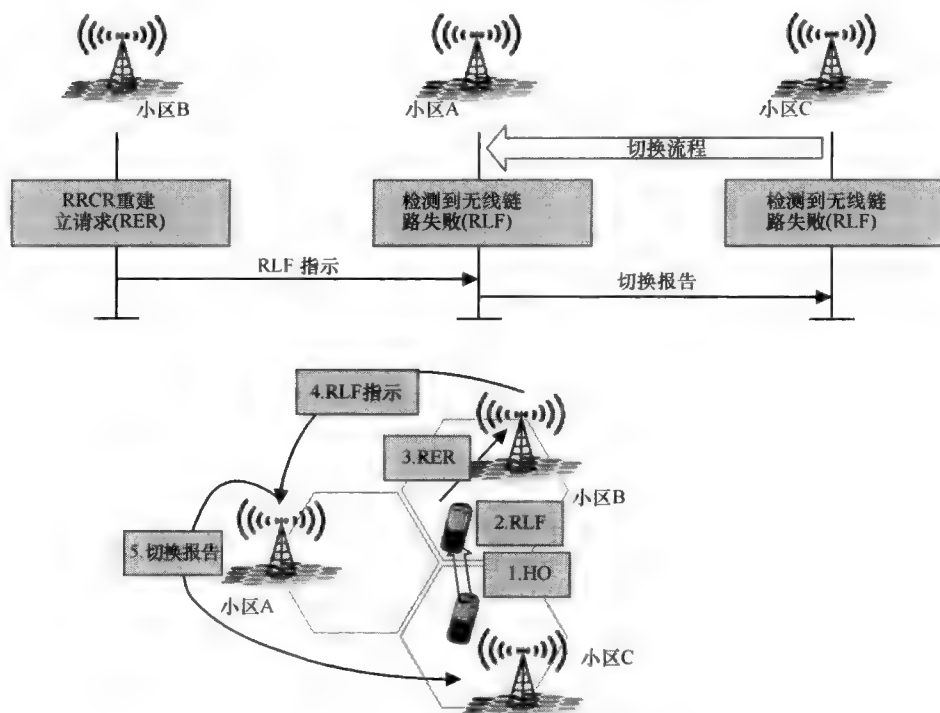 小区B
小区A
小区C
切换流程
RRCR重建
立请求(RER)
检测到无线链
路失败(RLF)
检测到无线链
路失败(RLF)
RLF 指示
切换报告
4.RLF指示
3.RER
小区B
2.RLF
5.切换报告
1.HO
小区A
小区C